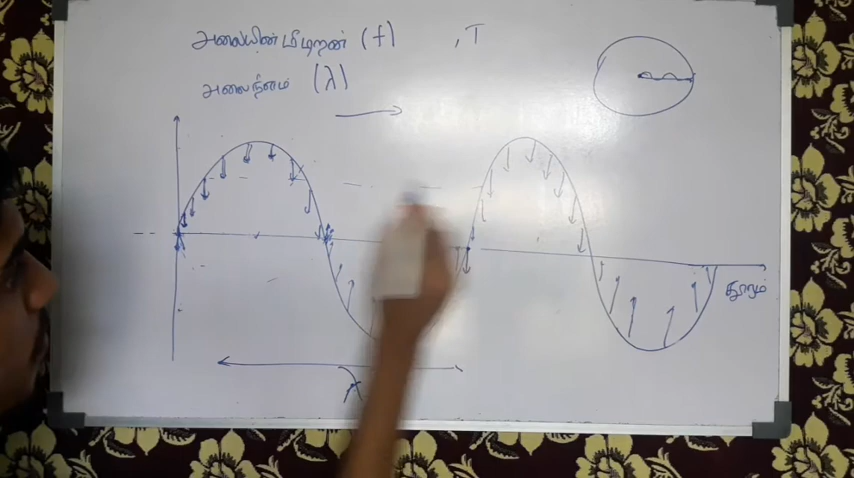 அலையின் மீடிறன் (f) , T
அலைநீளம் (λ)
தூரம்
λ